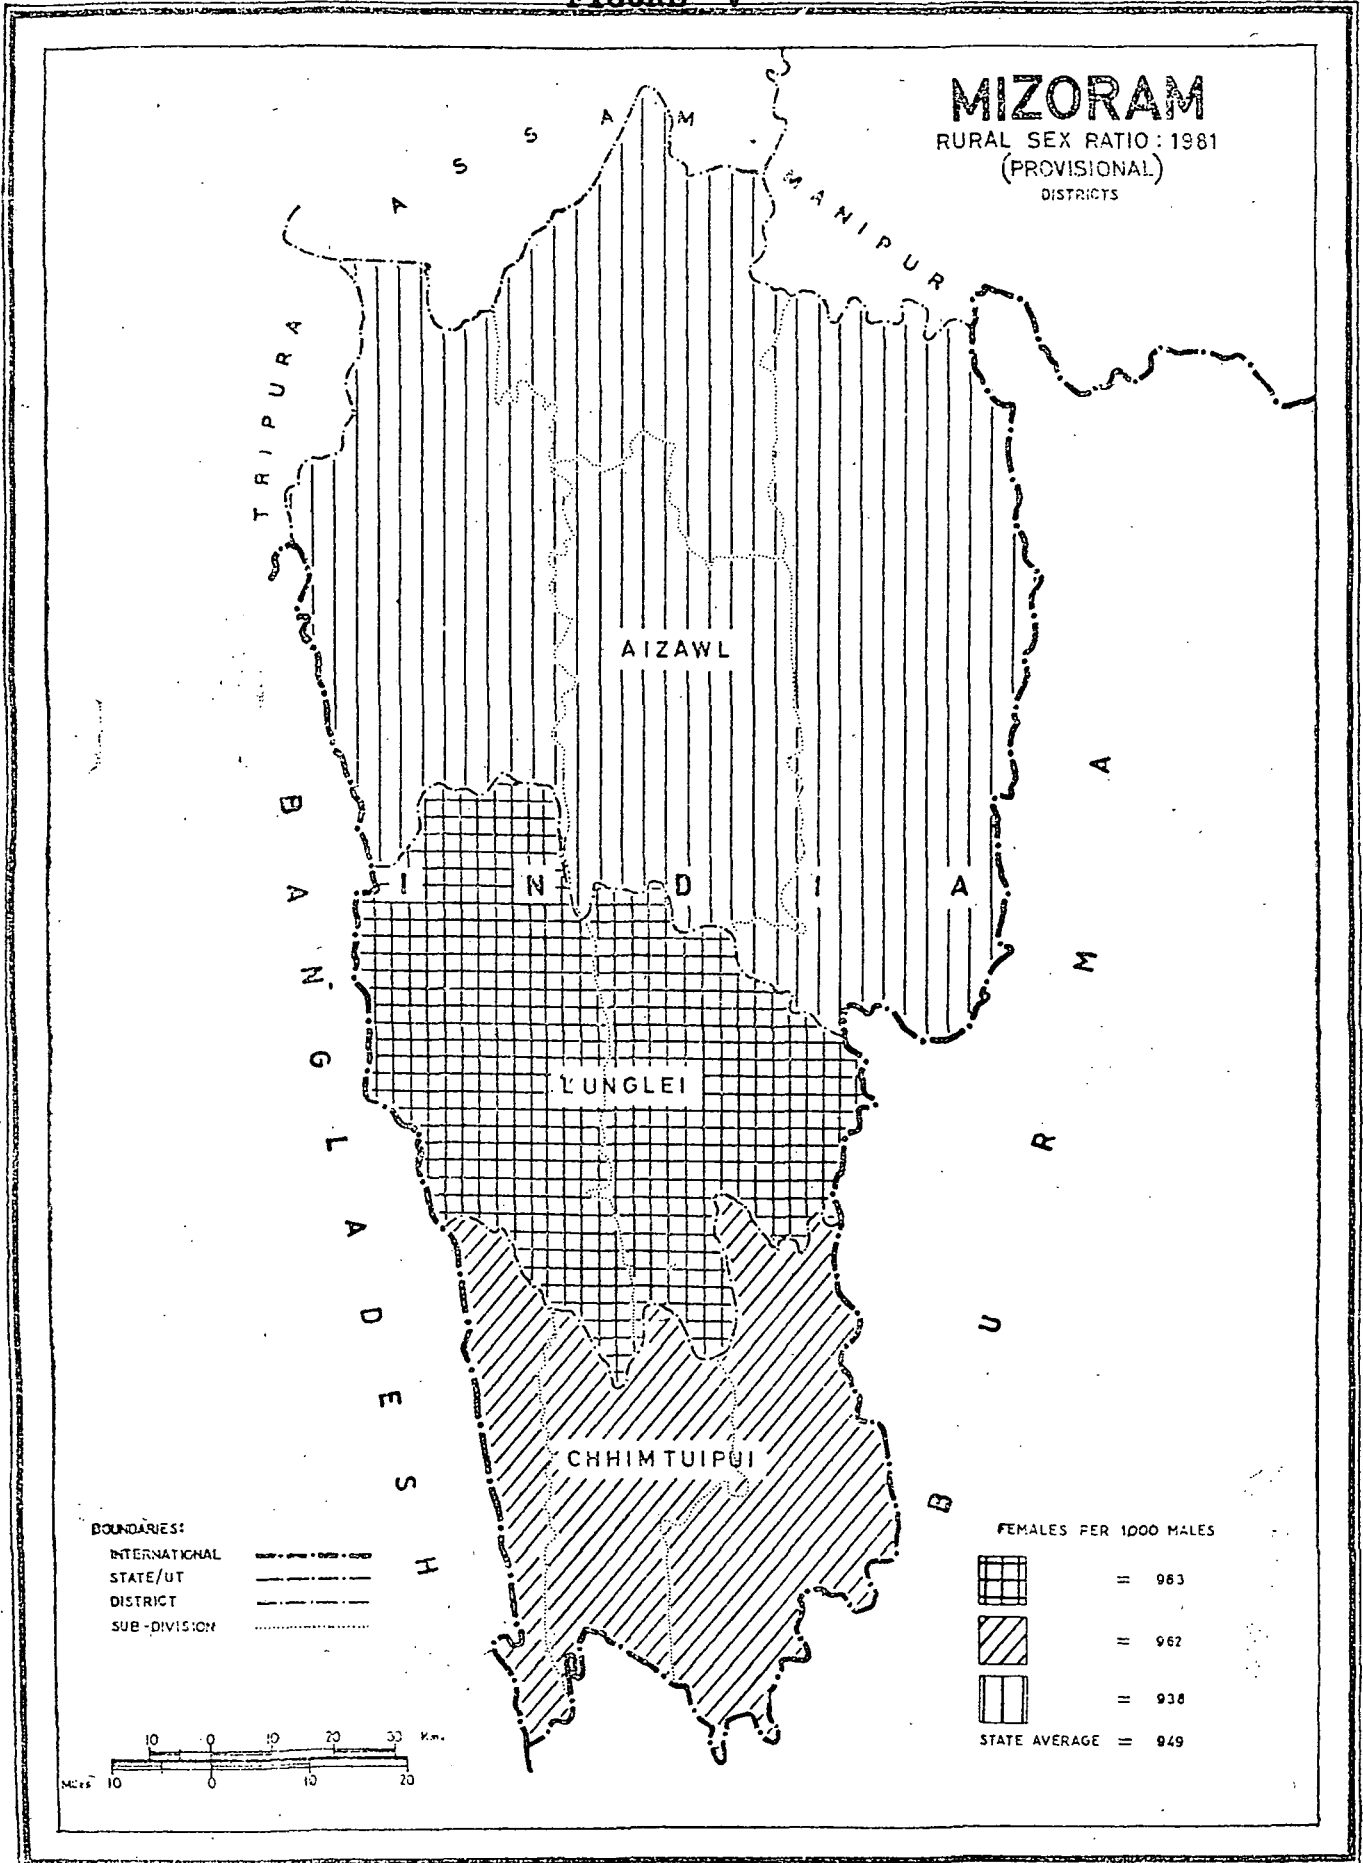 MIZORAM
RURAL SEX RATIO : 1981
(PROVISIONAL)
DISTRICTS
ASSAM
MANIPUR
TRIPURA
AIZAWL
INDIA
BANGLADESH
BURMA
LUNGLEI
CHHIMTUIPUI
BOUNDARIES:
INTERNATIONAL
STATE/UT
DISTRICT
SUB-DIVISION
10 0 10 20 30 Km.
Miles 10 0 10 20
FEMALES PER 1000 MALES
= 983
= 962
= 938
STATE AVERAGE = 949